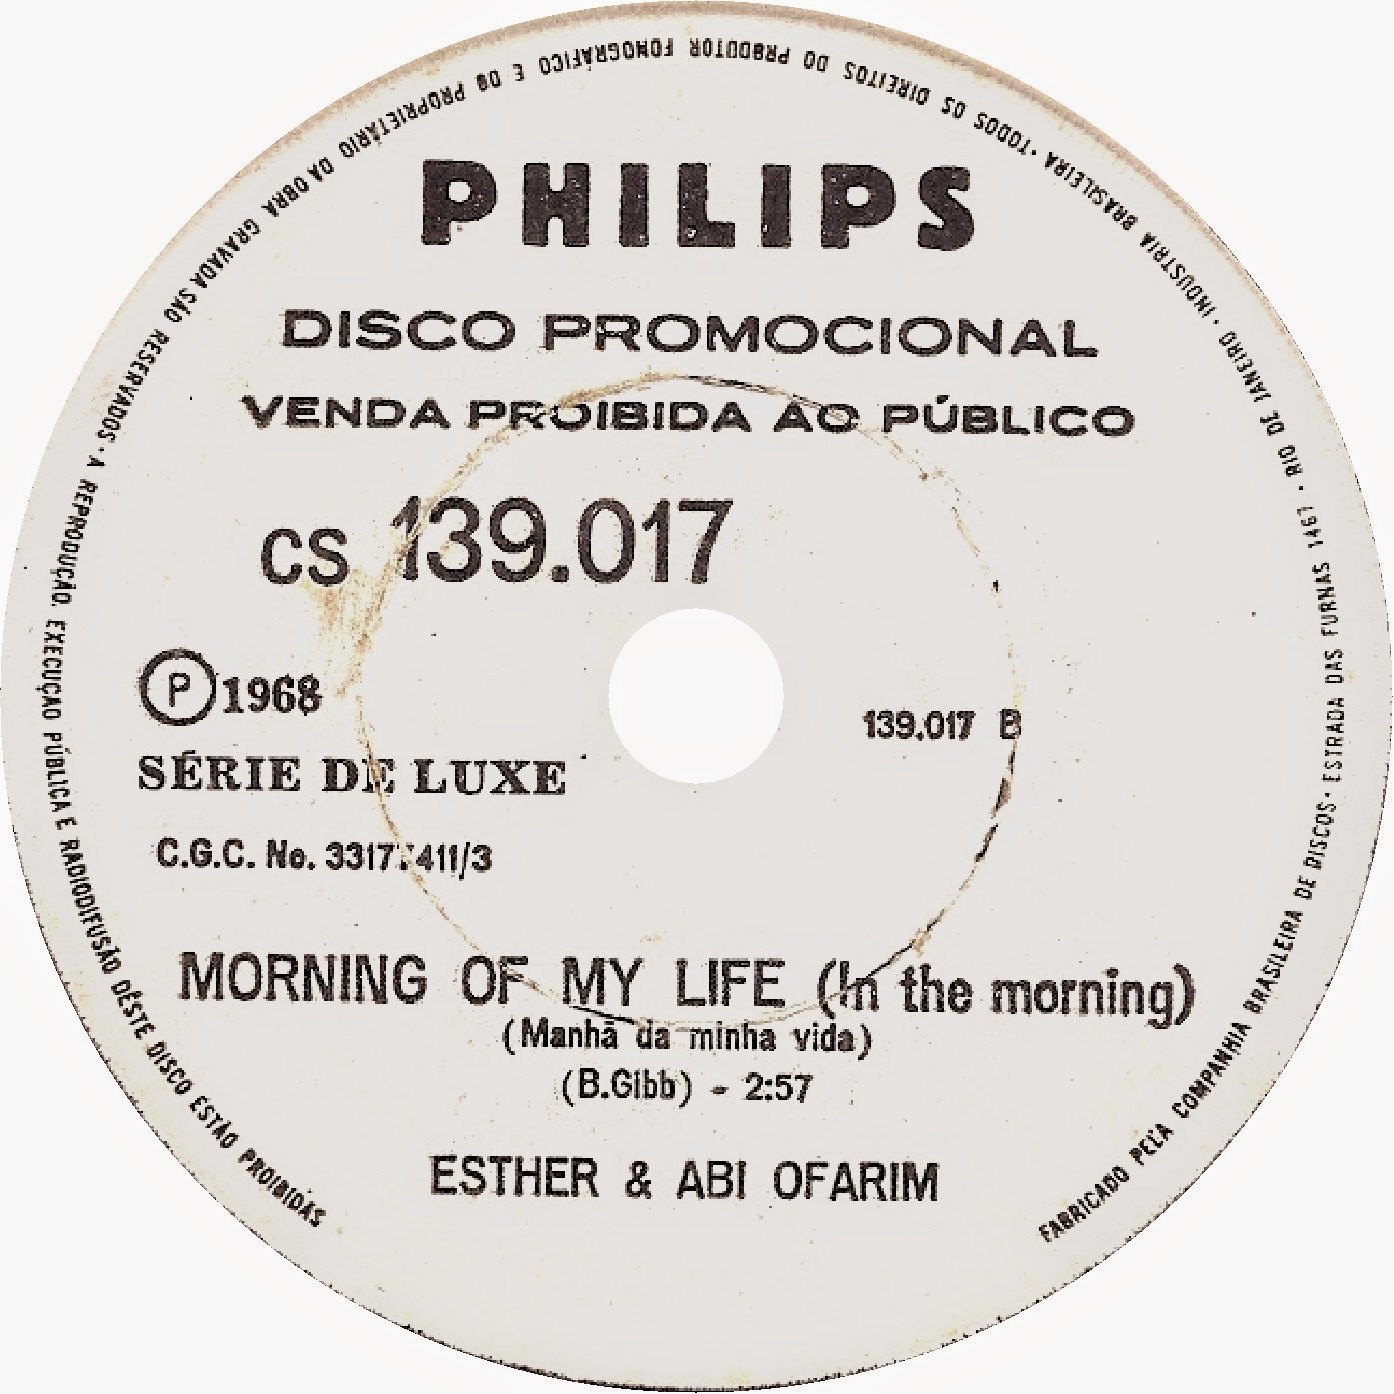 FABRICADO PELA COMPANHIA BRASILEIRA DE DISCOS · ESTRADA DAS FURNAS 1467 · RIO DE JANEIRO · INDUSTRIA BRASILEIRA · TODOS OS DIREITOS DO PRODUTOR FONOGRÁFICO E DO PROPRIETÁRIO DA OBRA GRAVADA SÃO RESERVADOS · A REPRODUÇÃO, EXECUÇÃO PÚBLICA E RADIODIFUSÃO DÊSTE DISCO ESTÃO PROIBIDAS
PHILIPS
DISCO PROMOCIONAL
VENDA PROIBIDA AO PÚBLICO
CS 139.017
Ⓟ1968
139.017 B
SÉRIE DE LUXE
C.G.C. No.
MORNING OF MY LIFE (In the morning)
(Manhã da minha vida)
(B.Gibb) - 2:57
ESTHER & ABI OFARIM